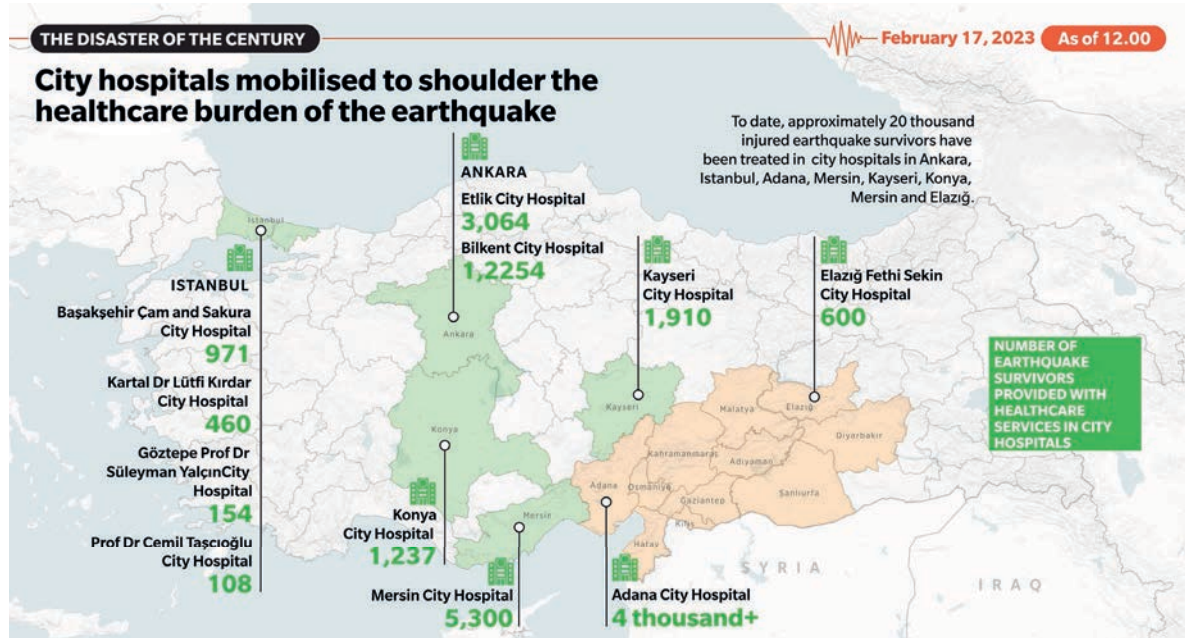 THE DISASTER OF THE CENTURY
February 17, 2023
As of 12.00
City hospitals mobilised to shoulder the
healthcare burden of the earthquake
To date, approximately 20 thousand
injured earthquake survivors have
been treated in city hospitals in Ankara,
Istanbul, Adana, Mersin, Kayseri, Konya,
Mersin and Elazığ.
ANKARA
Etlik City Hospital
3,064
Bilkent City Hospital
1,2254
Istanbul
ISTANBUL
Başakşehir Çam and Sakura
City Hospital
971
Kartal Dr Lütfi Kırdar
City Hospital
460
Göztepe Prof Dr
Süleyman YalçınCity
Hospital
154
Prof Dr Cemil Taşcıoğlu
City Hospital
108
Kayseri
City Hospital
1,910
Elazığ Fethi Sekin
City Hospital
600
NUMBER OF
EARTHQUAKE
SURVIVORS
PROVIDED WITH
HEALTHCARE
SERVICES IN CITY
HOSPITALS
Ankara
Konya
Kayseri
Malatya
Elazığ
Diyarbakır
Kahramanmaraş
Adıyaman
Adana
Osmaniye
Gaziantep
Şanlıurfa
Kilis
Hatay
Mersin
Konya
City Hospital
1,237
Mersin City Hospital
5,300
Adana City Hospital
4 thousand+
SYRIA
IRAQ